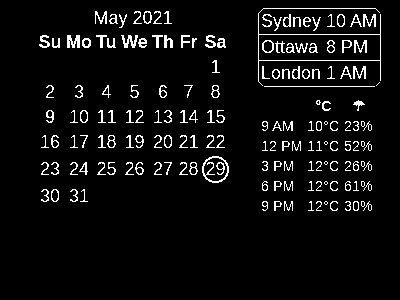 May 2021
Su Mo Tu We Th Fr Sa
1
2 3 4 5 6 7 8
9 10 11 12 13 14 15
16 17 18 19 20 21 22
23 24 25 26 27 28 29
30 31
Sydney 10 AM
Ottawa 8 PM
London 1 AM
°C ☂
9 AM 10°C 23%
12 PM 11°C 52%
3 PM 12°C 26%
6 PM 12°C 61%
9 PM 12°C 30%